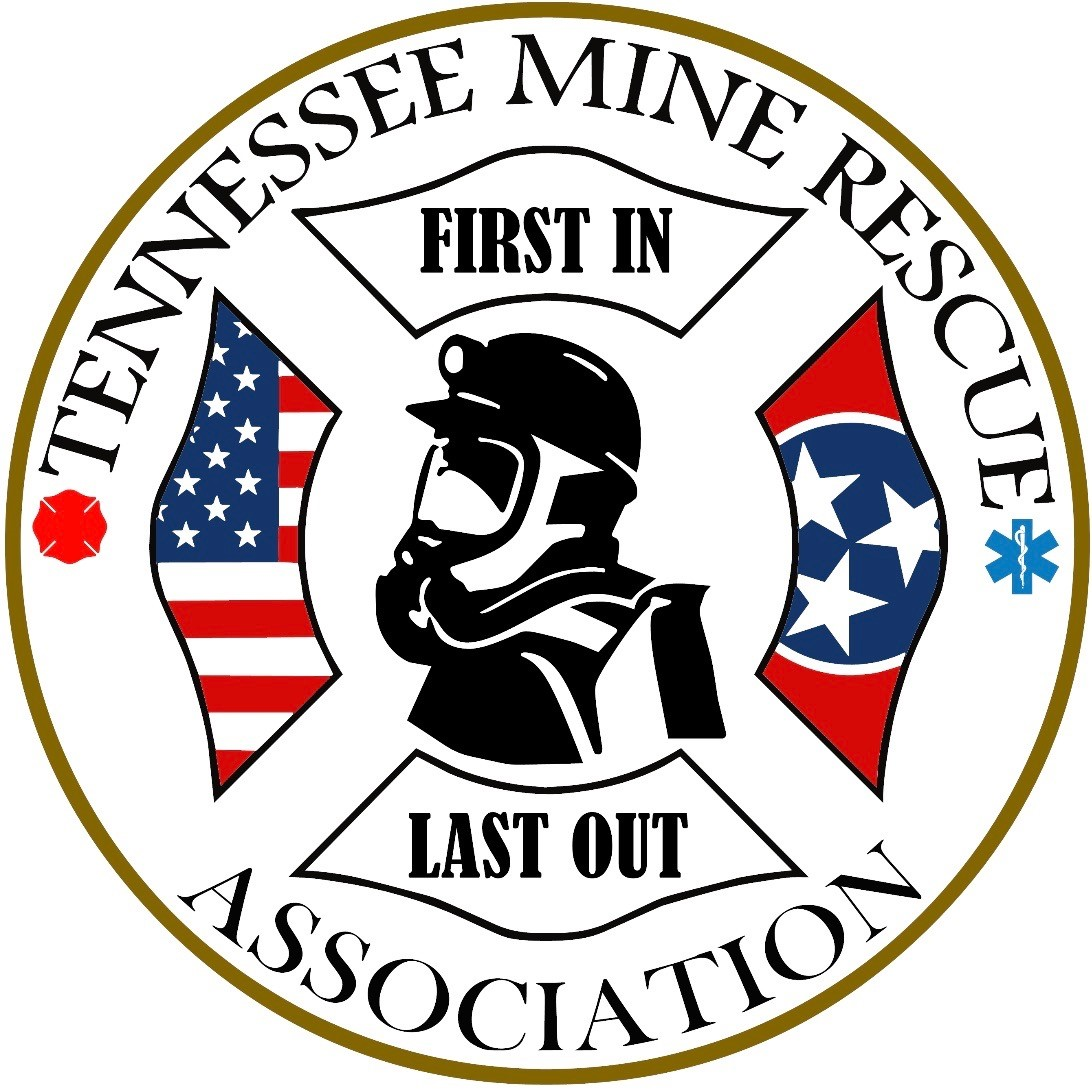 TENNESSEE MINE RESCUE
FIRST IN
LAST OUT
ASSOCIATION